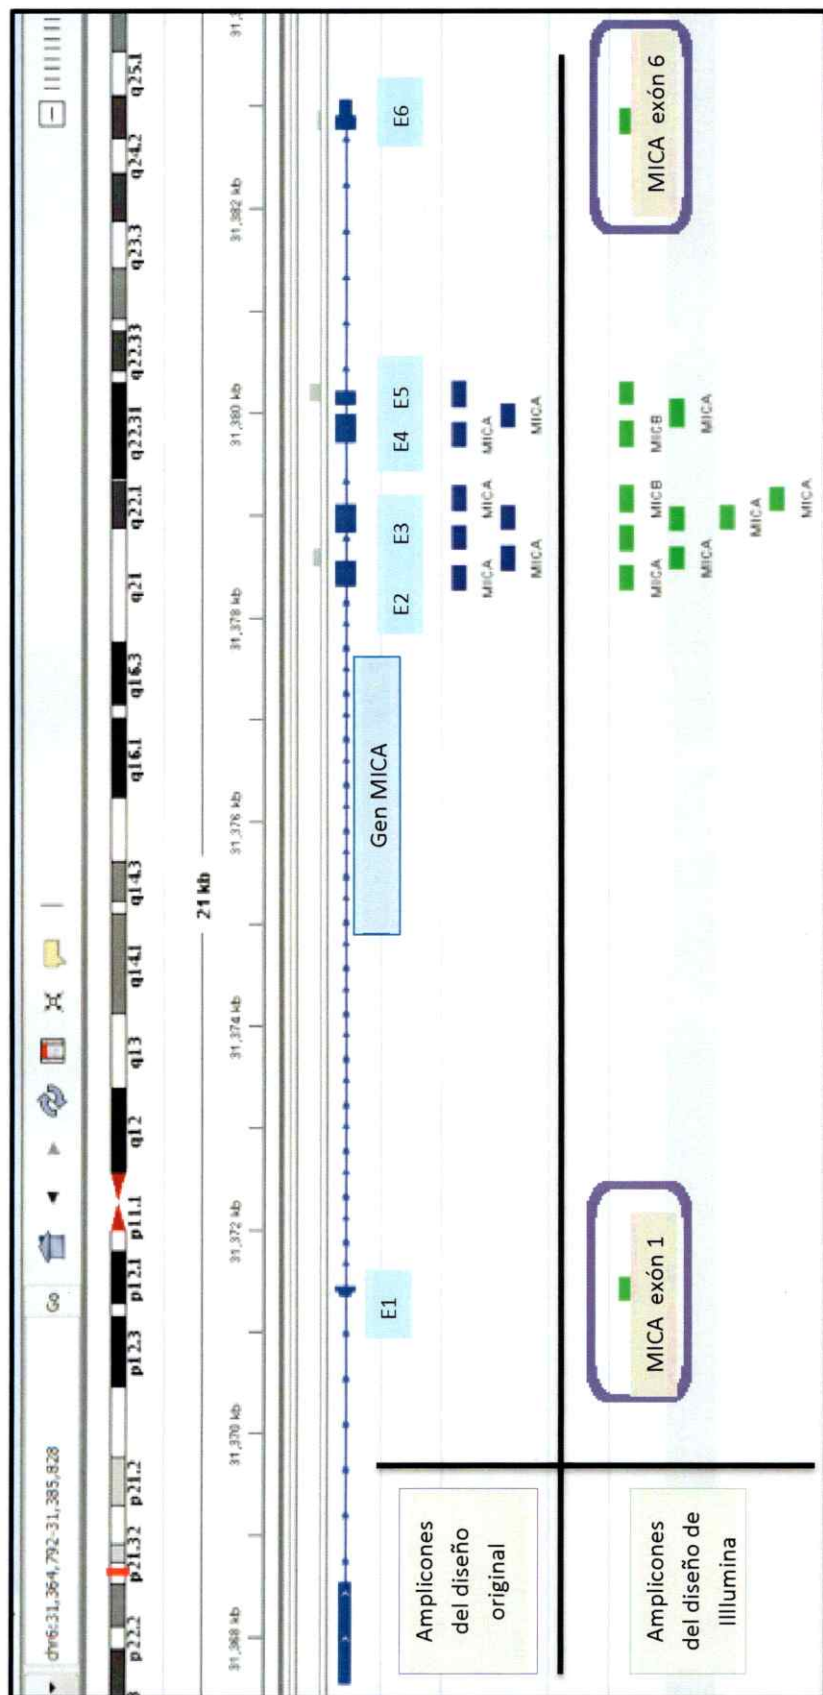 chr6:31,364,792-31,385,828
Go
p22.2
p21.32
p21.2
p12.3
p12.1
p11.1
q12
q13
q14.1
q14.3
q16.1
q16.3
q21
q22.1
q22.31
q22.33
q23.3
q24.2
q25.1
21 kb
31,368 kb
31,370 kb
31,372 kb
31,374 kb
31,376 kb
31,378 kb
31,380 kb
31,382 kb
E1
Gen MICA
E2
E3
E4
E5
E6
Amplicones
del diseño
original
MICA
MICA
MICA
MICA
MICA
Amplicones
del diseño de
Illlumina
MICA exón 1
MICA
MICB
MICB
MICA
MICA
MICA
MICA
MICA exón 6